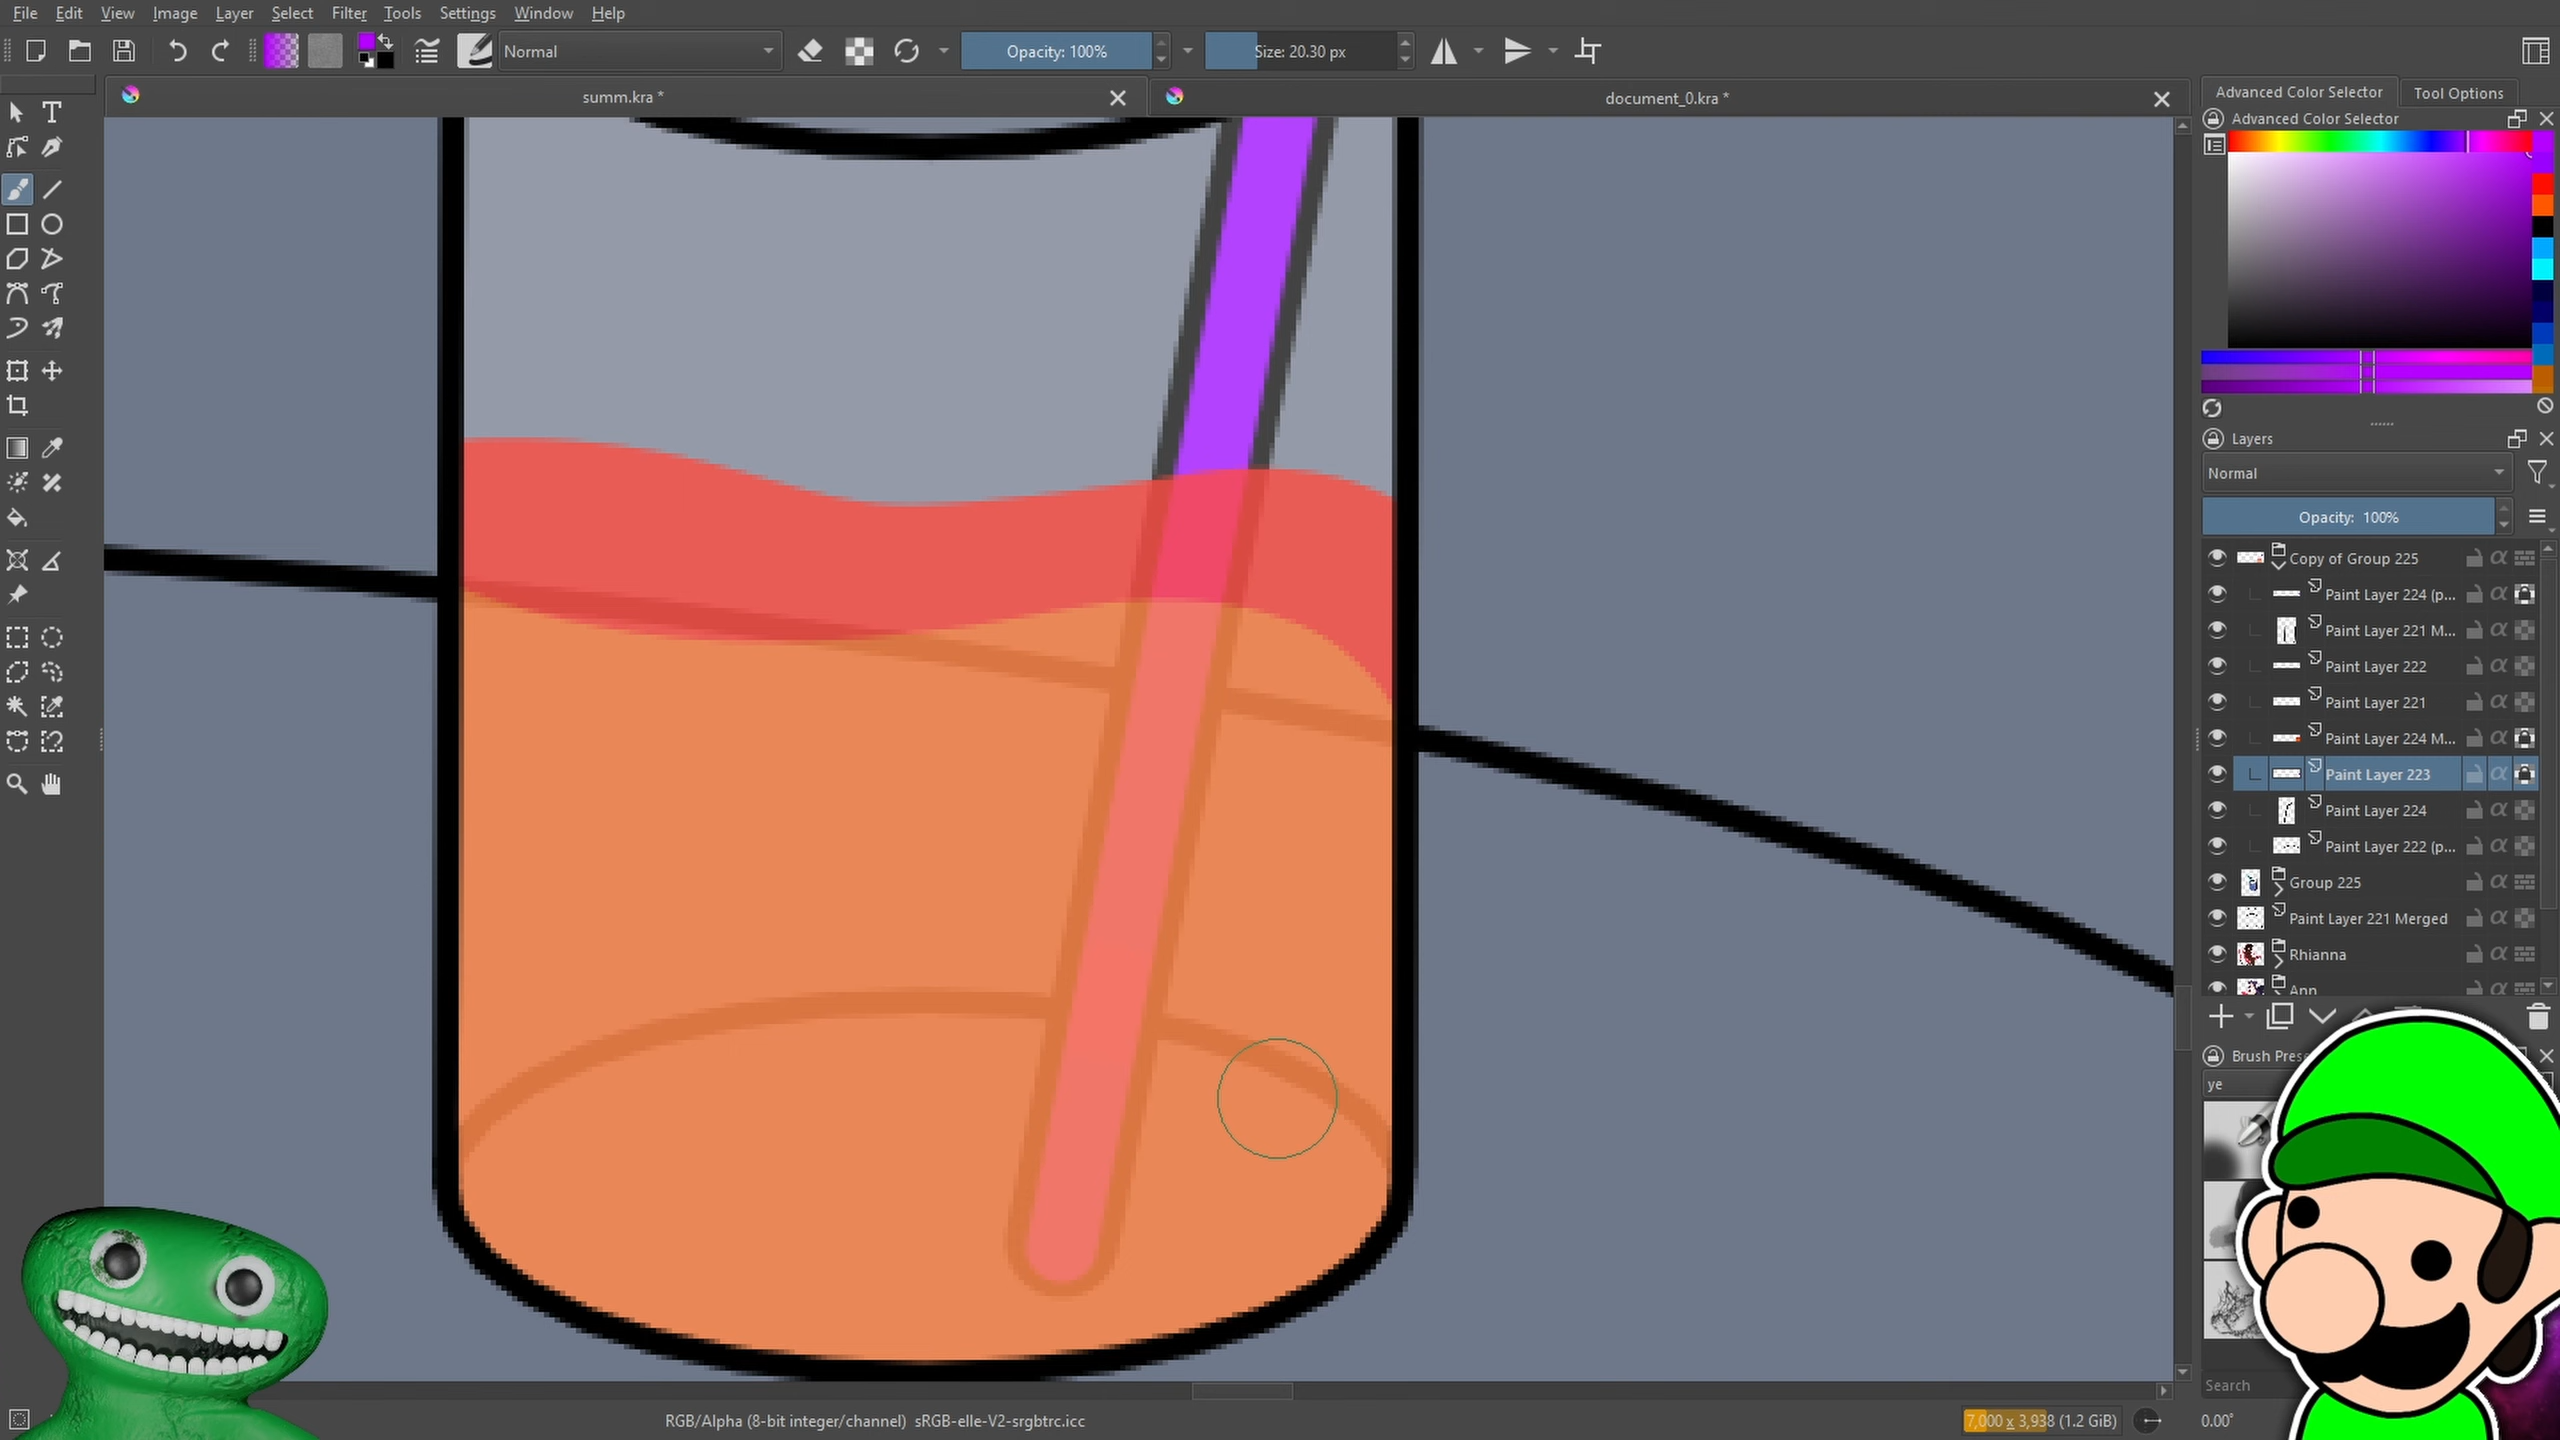 File Edit View Image Layer Select Filter Tools Settings Window Help
Normal
Opacity: 100%
Size: 20.30 px
summ.kra *
document_0.kra *
Advanced Color Selector
Tool Options
Advanced Color Selector
Layers
Normal
Opacity: 100%
Copy of Group 225
Paint Layer 224 (p...
Paint Layer 221 M...
Paint Layer 222
Paint Layer 221
Paint Layer 224 M...
Paint Layer 223
Paint Layer 224
Paint Layer 222 (p...
Group 225
Paint Layer 221 Merged
Rhianna
Ann
Brush Pres
ye
Search
RGB/Alpha (8-bit integer/channel) sRGB-elle-V2-srgbtrc.icc
7,000 x 3,938 (1.2 GiB)
0.00°